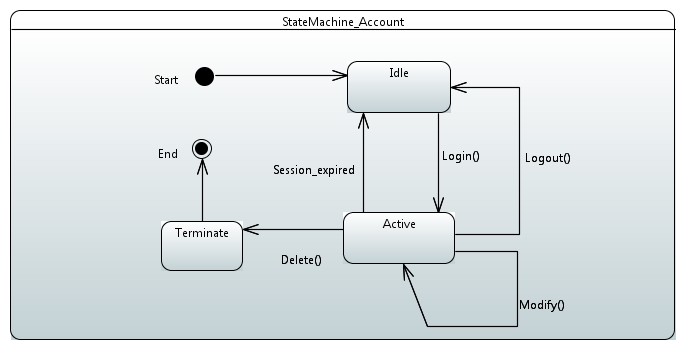 StateMachine_Account
Idle
Start
End
Session_expired
Login()
Logout()
Terminate
Active
Delete()
Modify()